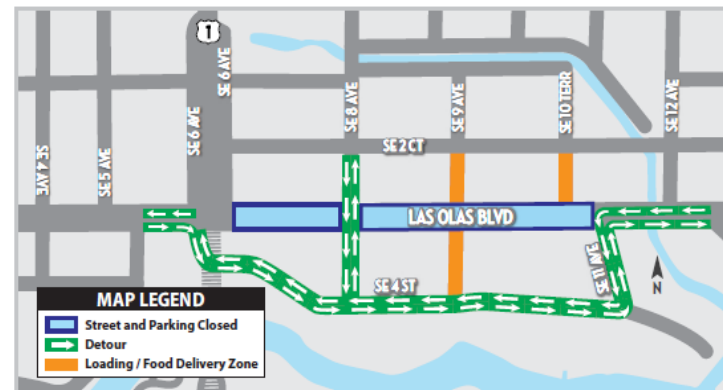 1
SE 6 AVE
SE 6 AVE
SE 8 AVE
SE 9 AVE
SE 10 TERR
SE 12 AVE
SE 4 AVE
SE 5 AVE
SE 2 CT
LAS OLAS BLVD
SE 11 AVE
SE 4 ST
N
MAP LEGEND
Street and Parking Closed
Detour
Loading / Food Delivery Zone